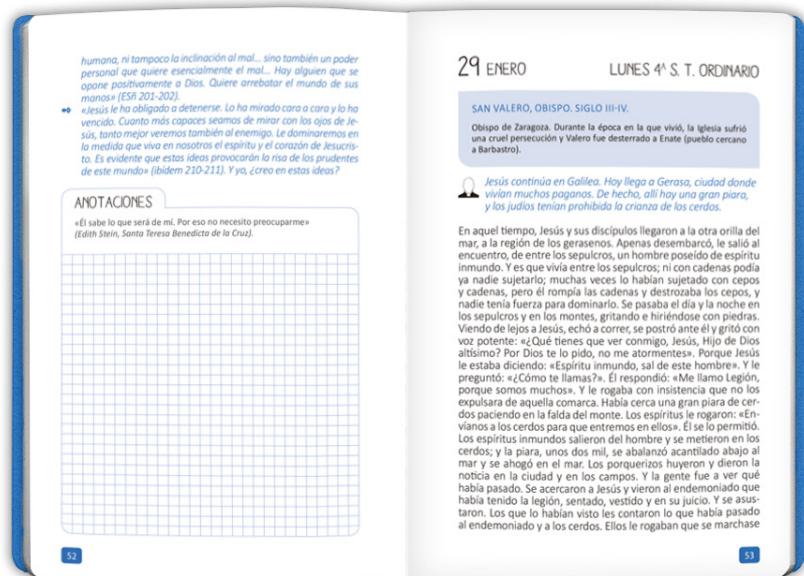 humana, ni tampoco la inclinación al mal... sino también un poder
personal que quiere esencialmente el mal... Hay alguien que se
opone positivamente a Dios. Quiere arrebatar el mundo de sus
manos» (ESñ 201-202).
«Jesús le ha obligado a detenerse. Lo ha mirado cara a cara y lo ha
vencido. Cuanto más capaces seamos de mirar con los ojos de Je-
sús, tanto mejor veremos también al enemigo. Le dominaremos en
la medida que viva en nosotros el espíritu y el corazón de Jesucris-
to. Es evidente que estas ideas provocarán la risa de los prudentes
de este mundo» (ibidem 210-211). Y yo, ¿creo en estas ideas?
ANOTACIONES
«Él sabe lo que será de mí. Por eso no necesito preocuparme»
(Edith Stein, Santa Teresa Benedicta de la Cruz).
52
29 ENERO
LUNES 4ª S. T. ORDINARIO
SAN VALERO, OBISPO. SIGLO III-IV.
Obispo de Zaragoza. Durante la época en la que vivió, la Iglesia sufrió
una cruel persecución y Valero fue desterrado a Enate (pueblo cercano
a Barbastro).
Jesús continúa en Galilea. Hoy llega a Gerasa, ciudad donde
vivían muchos paganos. De hecho, allí hay una gran piara,
y los judíos tenían prohibida la crianza de los cerdos.
En aquel tiempo, Jesús y sus discípulos llegaron a la otra orilla del
mar, a la región de los gerasenos. Apenas desembarcó, le salió al
encuentro, de entre los sepulcros, un hombre poseído de espíritu
inmundo. Y es que vivía entre los sepulcros; ni con cadenas podía
ya nadie sujetarlo; muchas veces lo habían sujetado con cepos
y cadenas, pero él rompía las cadenas y destrozaba los cepos, y
nadie tenía fuerza para dominarlo. Se pasaba el día y la noche en
los sepulcros y en los montes, gritando e hiriéndose con piedras.
Viendo de lejos a Jesús, echó a correr, se postró ante él y gritó con
voz potente: «¿Qué tienes que ver conmigo, Jesús, Hijo de Dios
altísimo? Por Dios te lo pido, no me atormentes». Porque Jesús
le estaba diciendo: «Espíritu inmundo, sal de este hombre». Y le
preguntó: «¿Cómo te llamas?». Él respondió: «Me llamo Legión,
porque somos muchos». Y le rogaba con insistencia que no los
expulsara de aquella comarca. Había cerca una gran piara de cer-
dos paciendo en la falda del monte. Los espíritus le rogaron: «En-
víanos a los cerdos para que entremos en ellos». Él se lo permitió.
Los espíritus inmundos salieron del hombre y se metieron en los
cerdos; y la piara, unos dos mil, se abalanzó acantilado abajo al
mar y se ahogó en el mar. Los porquerizos huyeron y dieron la
noticia en la ciudad y en los campos. Y la gente fue a ver qué
había pasado. Se acercaron a Jesús y vieron al endemoniado que
había tenido la legión, sentado, vestido y en su juicio. Y se asus-
taron. Los que lo habían visto les contaron lo que había pasado
al endemoniado y a los cerdos. Ellos le rogaban que se marchase
53